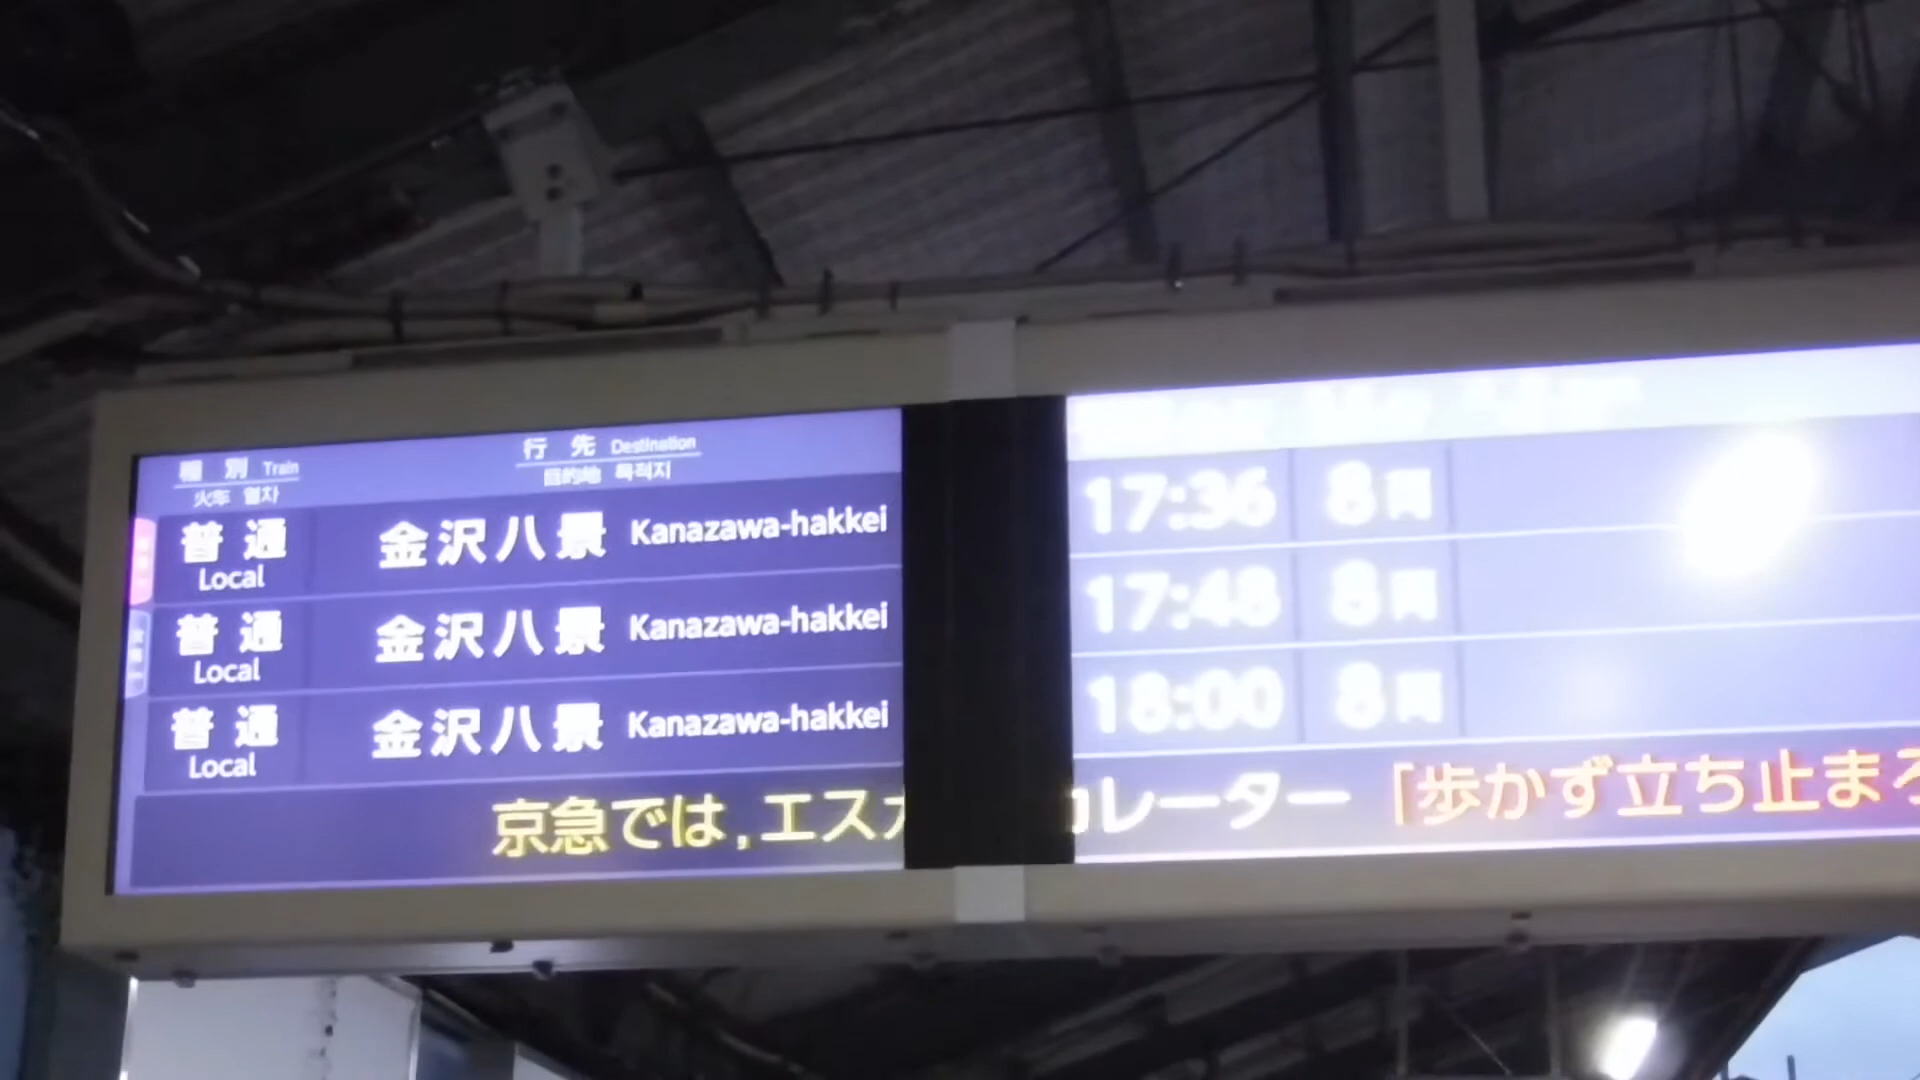 種別 Train 行先 Destination
火车 열차 目的地 목적지
普通 Local 金沢八景 Kanazawa-hakkei 17:36 8両
普通 Local 金沢八景 Kanazawa-hakkei 17:48 8両
普通 Local 金沢八景 Kanazawa-hakkei 18:00 8両
京急では,エスカレーター「歩かず立ち止まろ